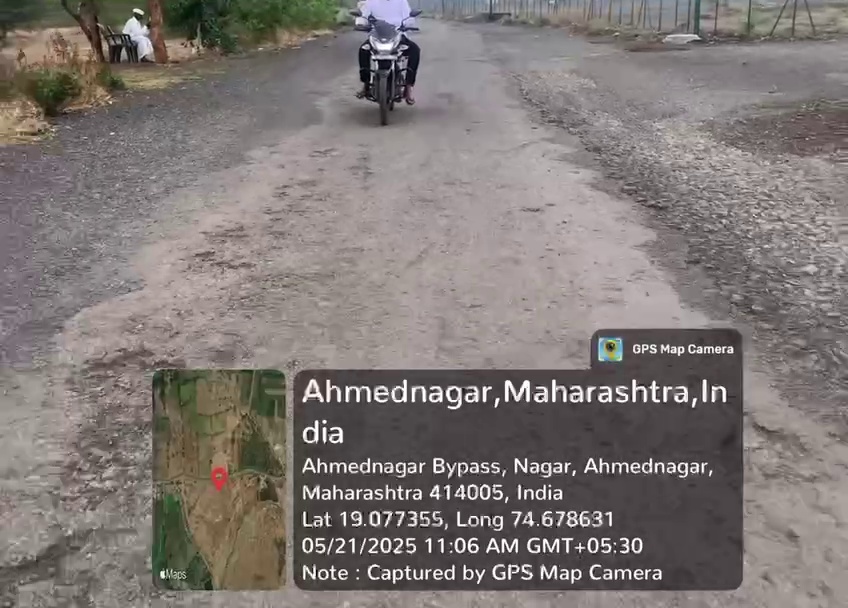 GPS Map Camera
Ahmednagar,Maharashtra,In
dia
Ahmednagar Bypass, Nagar, Ahmednagar,
Maharashtra 414005, India
Lat 19.077355, Long 74.678631
05/21/2025 11:06 AM GMT+05:30
Note : Captured by GPS Map Camera
Maps